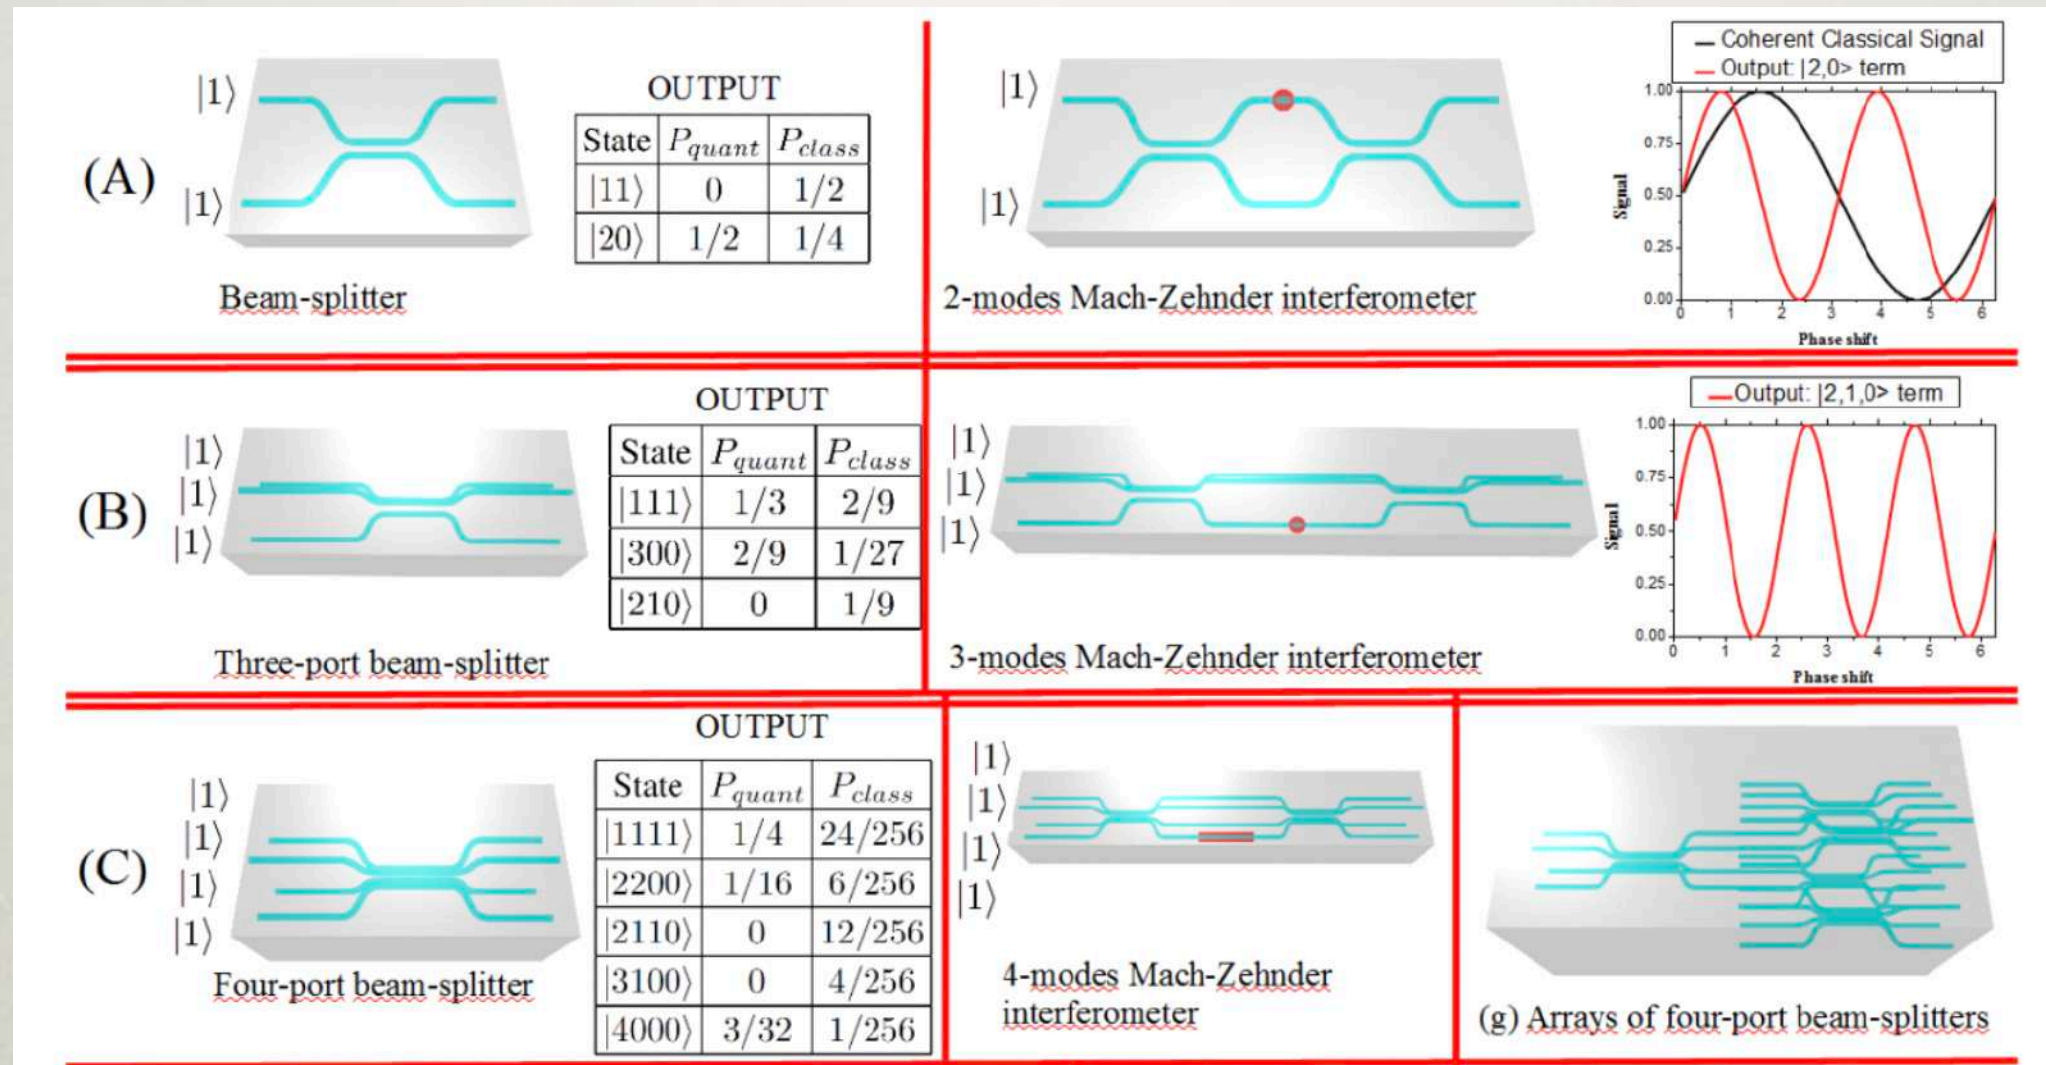 (A)
|1⟩
|1⟩
Beam-splitter
OUTPUT
State P_quant P_class
|11⟩ 0 1/2
|20⟩ 1/2 1/4
|1⟩
|1⟩
2-modes Mach-Zehnder interferometer
Coherent Classical Signal
Output: |2,0> term
Signal
1.00
0.75
0.50
0.25
0.00
0 1 2 3 4 5 6
Phase shift
(B)
|1⟩
|1⟩
|1⟩
Three-port beam-splitter
OUTPUT
State P_quant P_class
|111⟩ 1/3 2/9
|300⟩ 2/9 1/27
|210⟩ 0 1/9
|1⟩
|1⟩
|1⟩
3-modes Mach-Zehnder interferometer
Output: |2,1,0> term
Signal
1.00
0.75
0.50
0.25
0.00
0 1 2 3 4 5 6
Phase shift
(C)
|1⟩
|1⟩
|1⟩
|1⟩
Four-port beam-splitter
OUTPUT
State P_quant P_class
|1111⟩ 1/4 24/256
|2200⟩ 1/16 6/256
|2110⟩ 0 12/256
|3100⟩ 0 4/256
|4000⟩ 3/32 1/256
|1⟩
|1⟩
|1⟩
|1⟩
4-modes Mach-Zehnder
interferometer
(g) Arrays of four-port beam-splitters